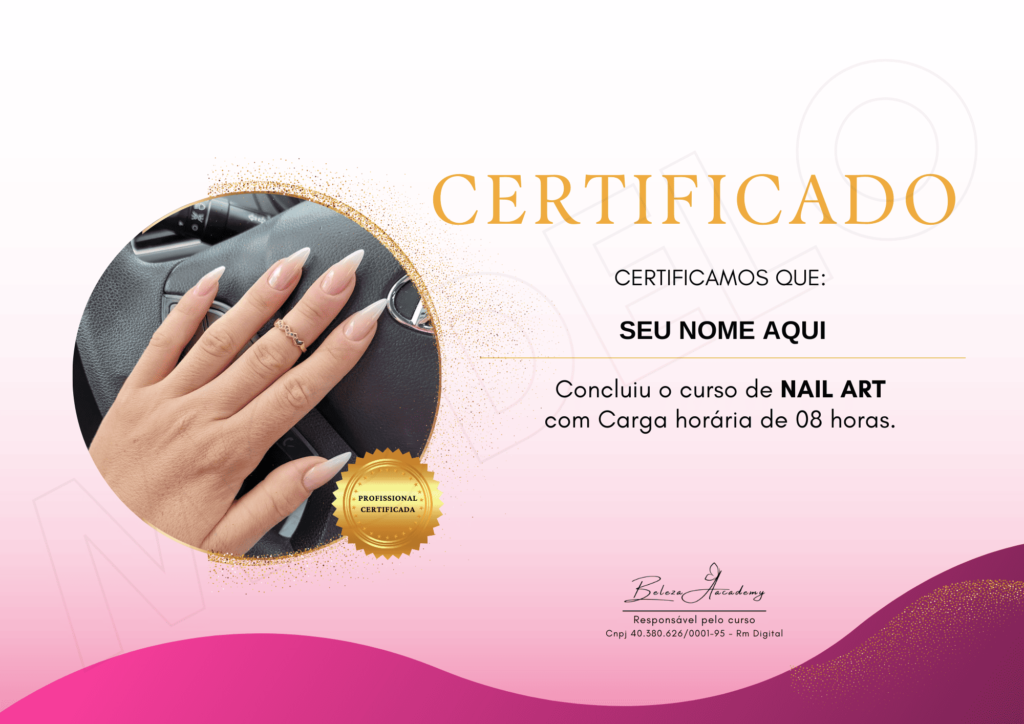 CERTIFICADO
CERTIFICAMOS QUE:
SEU NOME AQUI
Concluiu o curso de NAIL ART
com Carga horária de 08 horas.
PROFISSIONAL
CERTIFICADA
Beleza Aacademy
Responsável pelo curso
Cnpj 40.380.626/0001-95 - Rm Digital
MODELO